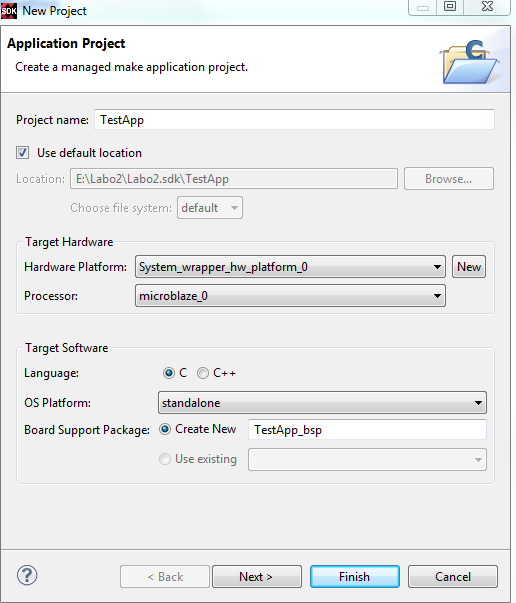 SDK New Project
Application Project
Create a managed make application project.
C
Project name: TestApp
Use default location
Location: E:\Labo2\Labo2.sdk\TestApp Browse...
Choose file system: default
Target Hardware
Hardware Platform: System_wrapper_hw_platform_0 New
Processor: microblaze_0
Target Software
Language: C C++
OS Platform: standalone
Board Support Package: Create New TestApp_bsp
Use existing
? < Back Next > Finish Cancel